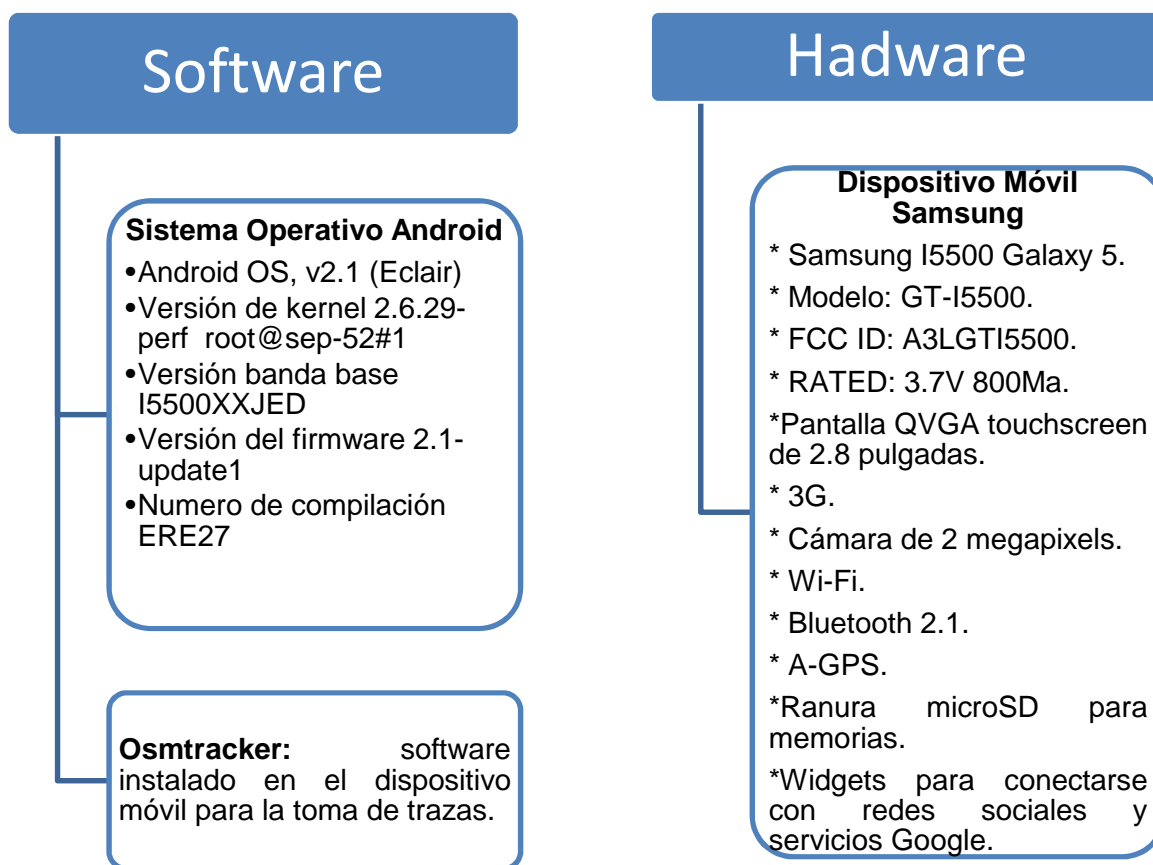 Software
Sistema Operativo Android
•Android OS, v2.1 (Eclair)
•Versión de kernel 2.6.29-
perf root@sep-52#1
•Versión banda base
I5500XXJED
•Versión del firmware 2.1-
update1
•Numero de compilación
ERE27
Osmtracker: software
instalado en el dispositivo
móvil para la toma de trazas.
Hadware
Dispositivo Móvil
Samsung
* Samsung I5500 Galaxy 5.
* Modelo: GT-I5500.
* FCC ID: A3LGTI5500.
* RATED: 3.7V 800Ma.
*Pantalla QVGA touchscreen
de 2.8 pulgadas.
* 3G.
* Cámara de 2 megapixels.
* Wi-Fi.
* Bluetooth 2.1.
* A-GPS.
*Ranura microSD para
memorias.
*Widgets para conectarse
con redes sociales y
servicios Google.